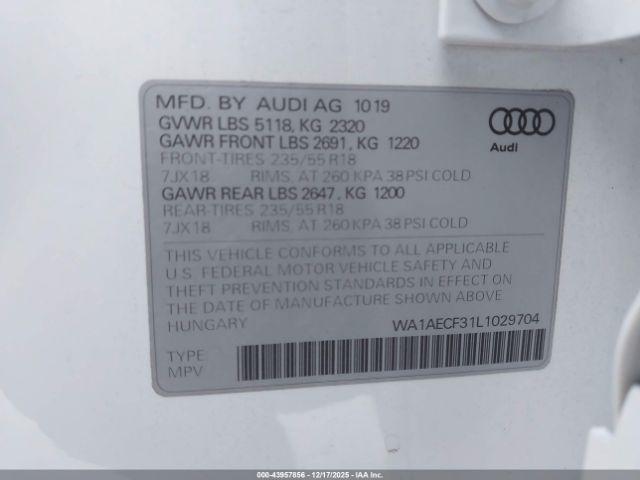 MFD. BY AUDI AG 1019
GVWR LBS 5118, KG 2320
GAWR FRONT LBS 2691, KG 1220
FRONT-TIRES 235/55 R18
7JX18 RIMS, AT 260 KPA 38 PSI COLD
GAWR REAR LBS 2647, KG 1200
REAR-TIRES 235/55 R18
7JX18 RIMS, AT 260 KPA 38 PSI COLD
Audi
THIS VEHICLE CONFORMS TO ALL APPLICABLE
U.S. FEDERAL MOTOR VEHICLE SAFETY AND
THEFT PREVENTION STANDARDS IN EFFECT ON
THE DATE OF MANUFACTURE SHOWN ABOVE
HUNGARY WA1AECF31L1029704
TYPE
MPV
000-43957856 - 12/17/2025 - IAAI Inc.